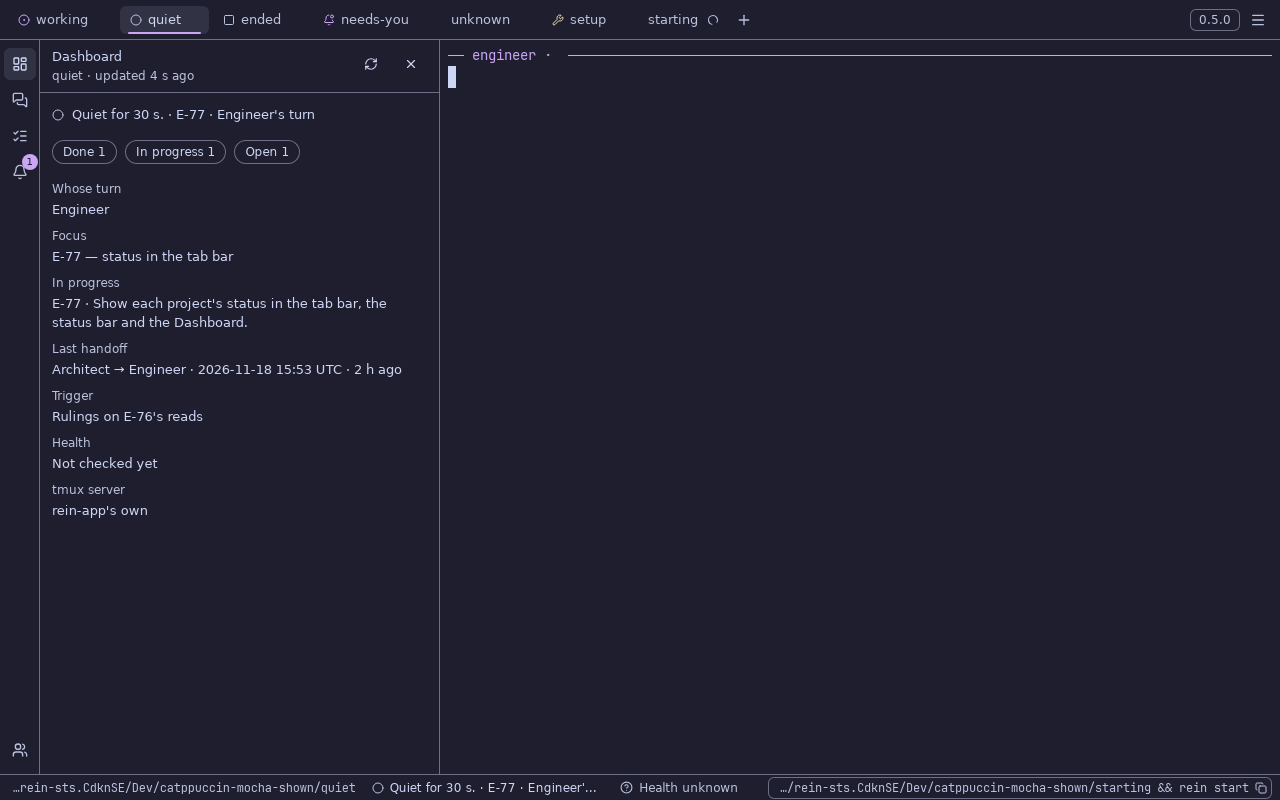 working quiet ended needs-you unknown setup starting 0.5.0
Dashboard
quiet · updated 4 s ago
1
Quiet for 30 s. · E-77 · Engineer's turn
Done 1 In progress 1 Open 1
Whose turn
Engineer
Focus
E-77 — status in the tab bar
In progress
E-77 · Show each project's status in the tab bar, the
status bar and the Dashboard.
Last handoff
Architect → Engineer · 2026-11-18 15:53 UTC · 2 h ago
Trigger
Rulings on E-76's reads
Health
Not checked yet
tmux server
rein-app's own
engineer ·
…rein-sts.CdknSE/Dev/catppuccin-mocha-shown/quiet Quiet for 30 s. · E-77 · Engineer'… Health unknown …/rein-sts.CdknSE/Dev/catppuccin-mocha-shown/starting && rein start